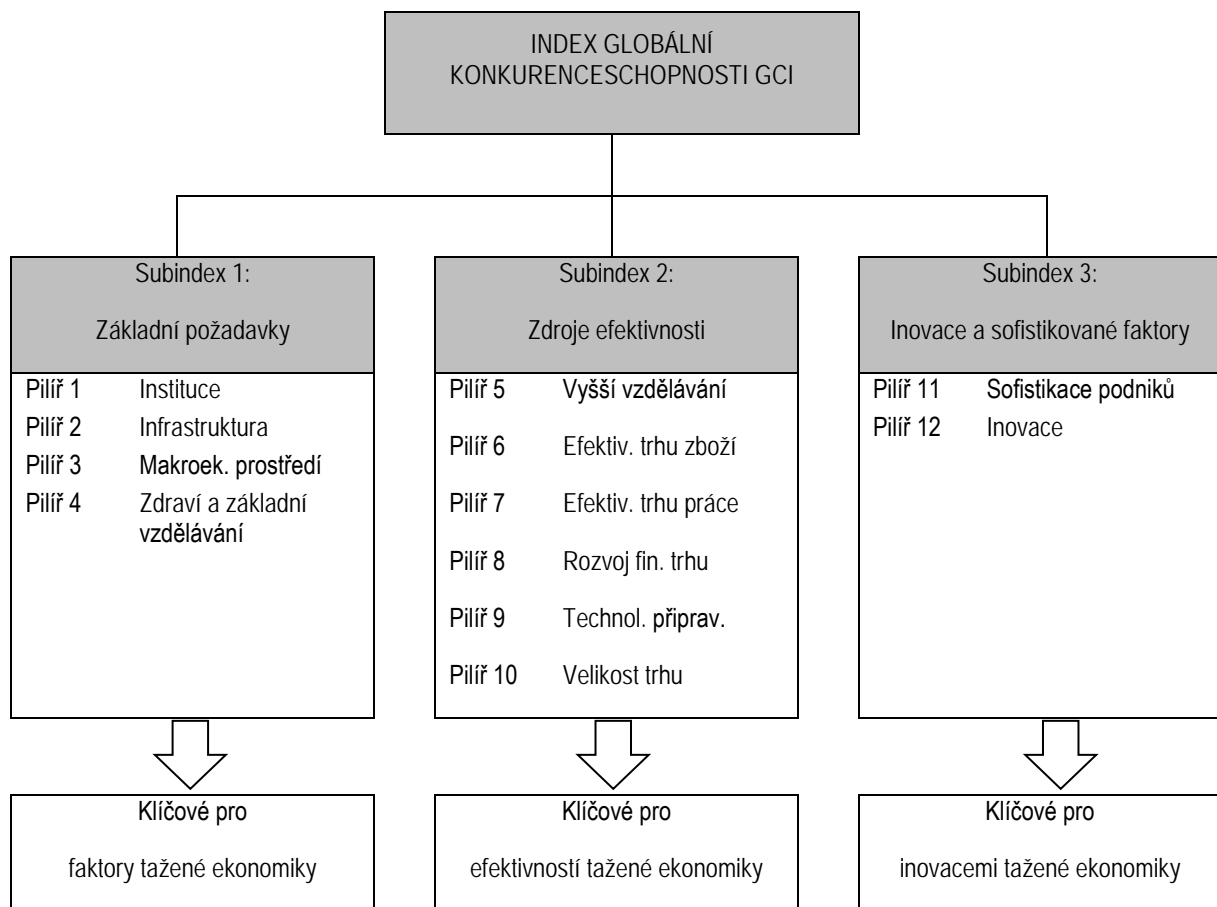 INDEX GLOBÁLNÍ
KONKURENCESCHOPNOSTI GCI
Subindex 1:
Základní požadavky
Pilíř 1 Instituce
Pilíř 2 Infrastruktura
Pilíř 3 Makroek. prostředí
Pilíř 4 Zdraví a základní
vzdělávání
Klíčové pro
faktory tažené ekonomiky
Subindex 2:
Zdroje efektivnosti
Pilíř 5 Vyšší vzdělávání
Pilíř 6 Efektiv. trhu zboží
Pilíř 7 Efektiv. trhu práce
Pilíř 8 Rozvoj fin. trhu
Pilíř 9 Technol. připrav.
Pilíř 10 Velikost trhu
Klíčové pro
efektivností tažené ekonomiky
Subindex 3:
Inovace a sofistikované faktory
Pilíř 11 Sofistikace podniků
Pilíř 12 Inovace
Klíčové pro
inovacemi tažené ekonomiky